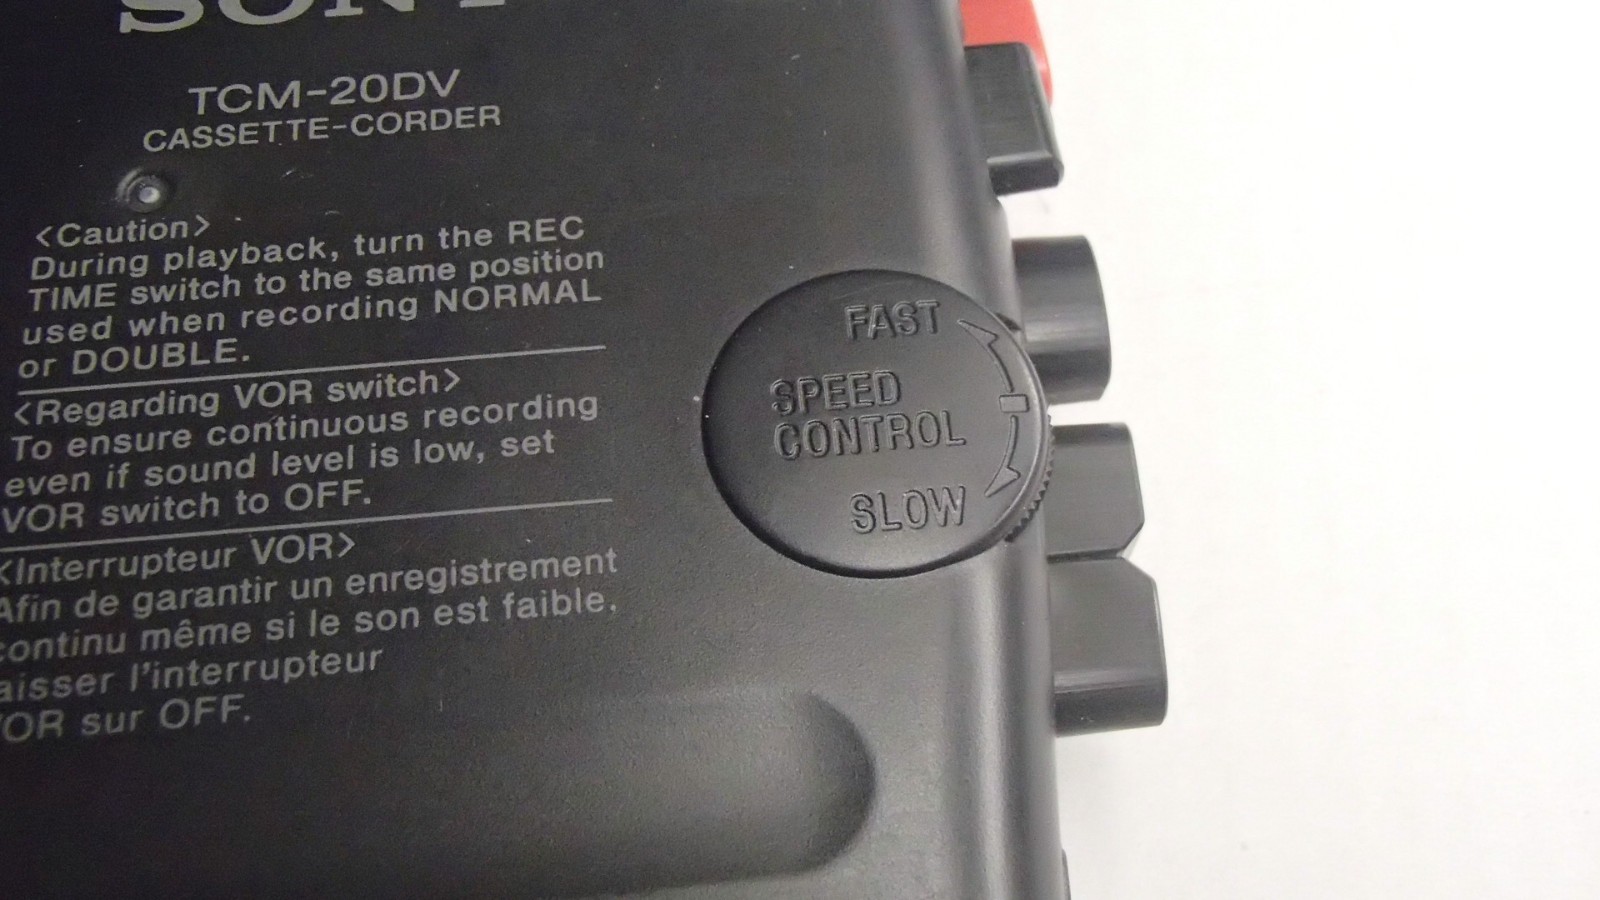 SONY
TCM-20DV
CASSETTE-CORDER
<Caution>
During playback, turn the REC
TIME switch to the same position
used when recording NORMAL
or DOUBLE.
<Regarding VOR switch>
To ensure continuous recording
even if sound level is low, set
VOR switch to OFF.
<Interrupteur VOR>
Afin de garantir un enregistrement
continu même si le son est faible,
aisser l'interrupteur
OR sur OFF.
FAST
SPEED
CONTROL
SLOW